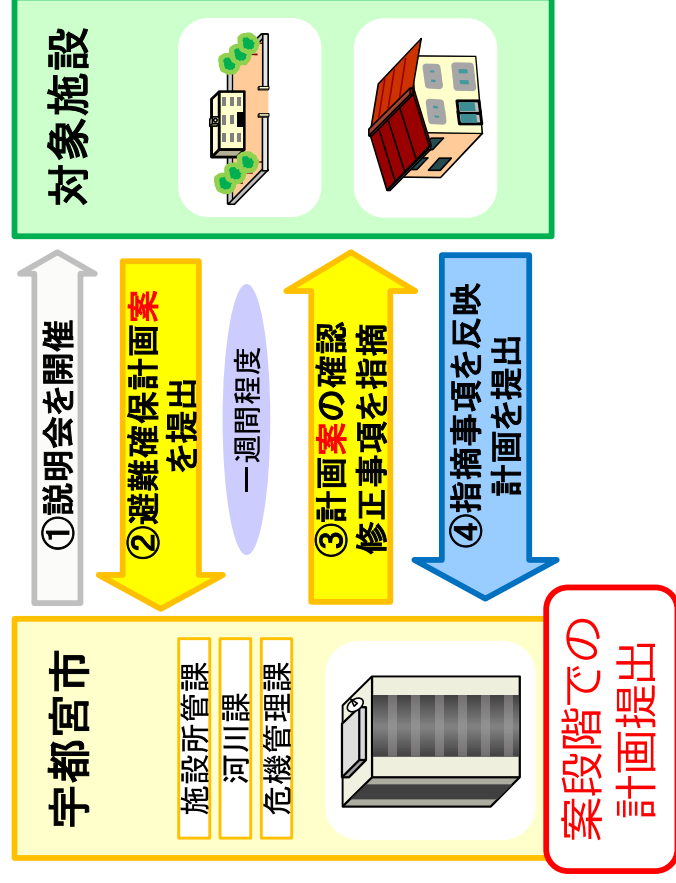 宇都宮市
施設所管課
河川課
危機管理課
①説明会を開催
②避難確保計画案
を提出
一週間程度
③計画案の確認
修正事項を指摘
④指摘事項を反映
計画を提出
対象施設
案段階での
計画提出